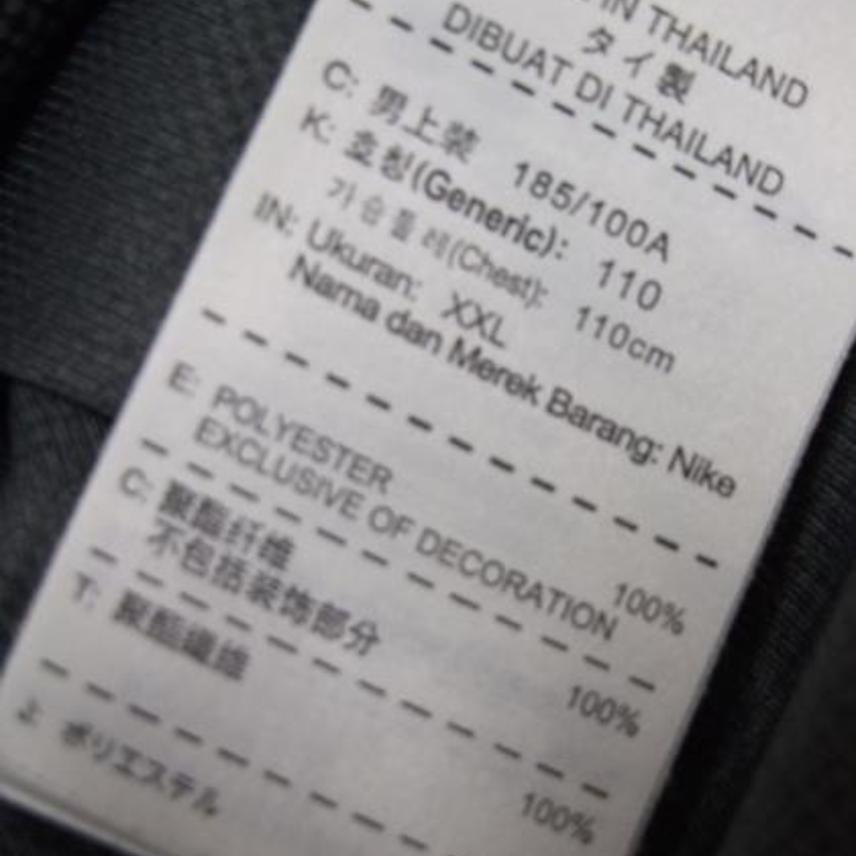 IN THAILAND
タイ製
DIBUAT DI THAILAND
C: 男上装 185/100A
K: 호칭(Generic): 110
가슴둘레(Chest): 110cm
IN: Ukuran: XXL
Nama dan Merek Barang: Nike
E: POLYESTER 100%
EXCLUSIVE OF DECORATION
C: 聚酯纤维 100%
不包括装饰部分
T: 聚酯纖維 100%
J: ポリエステル